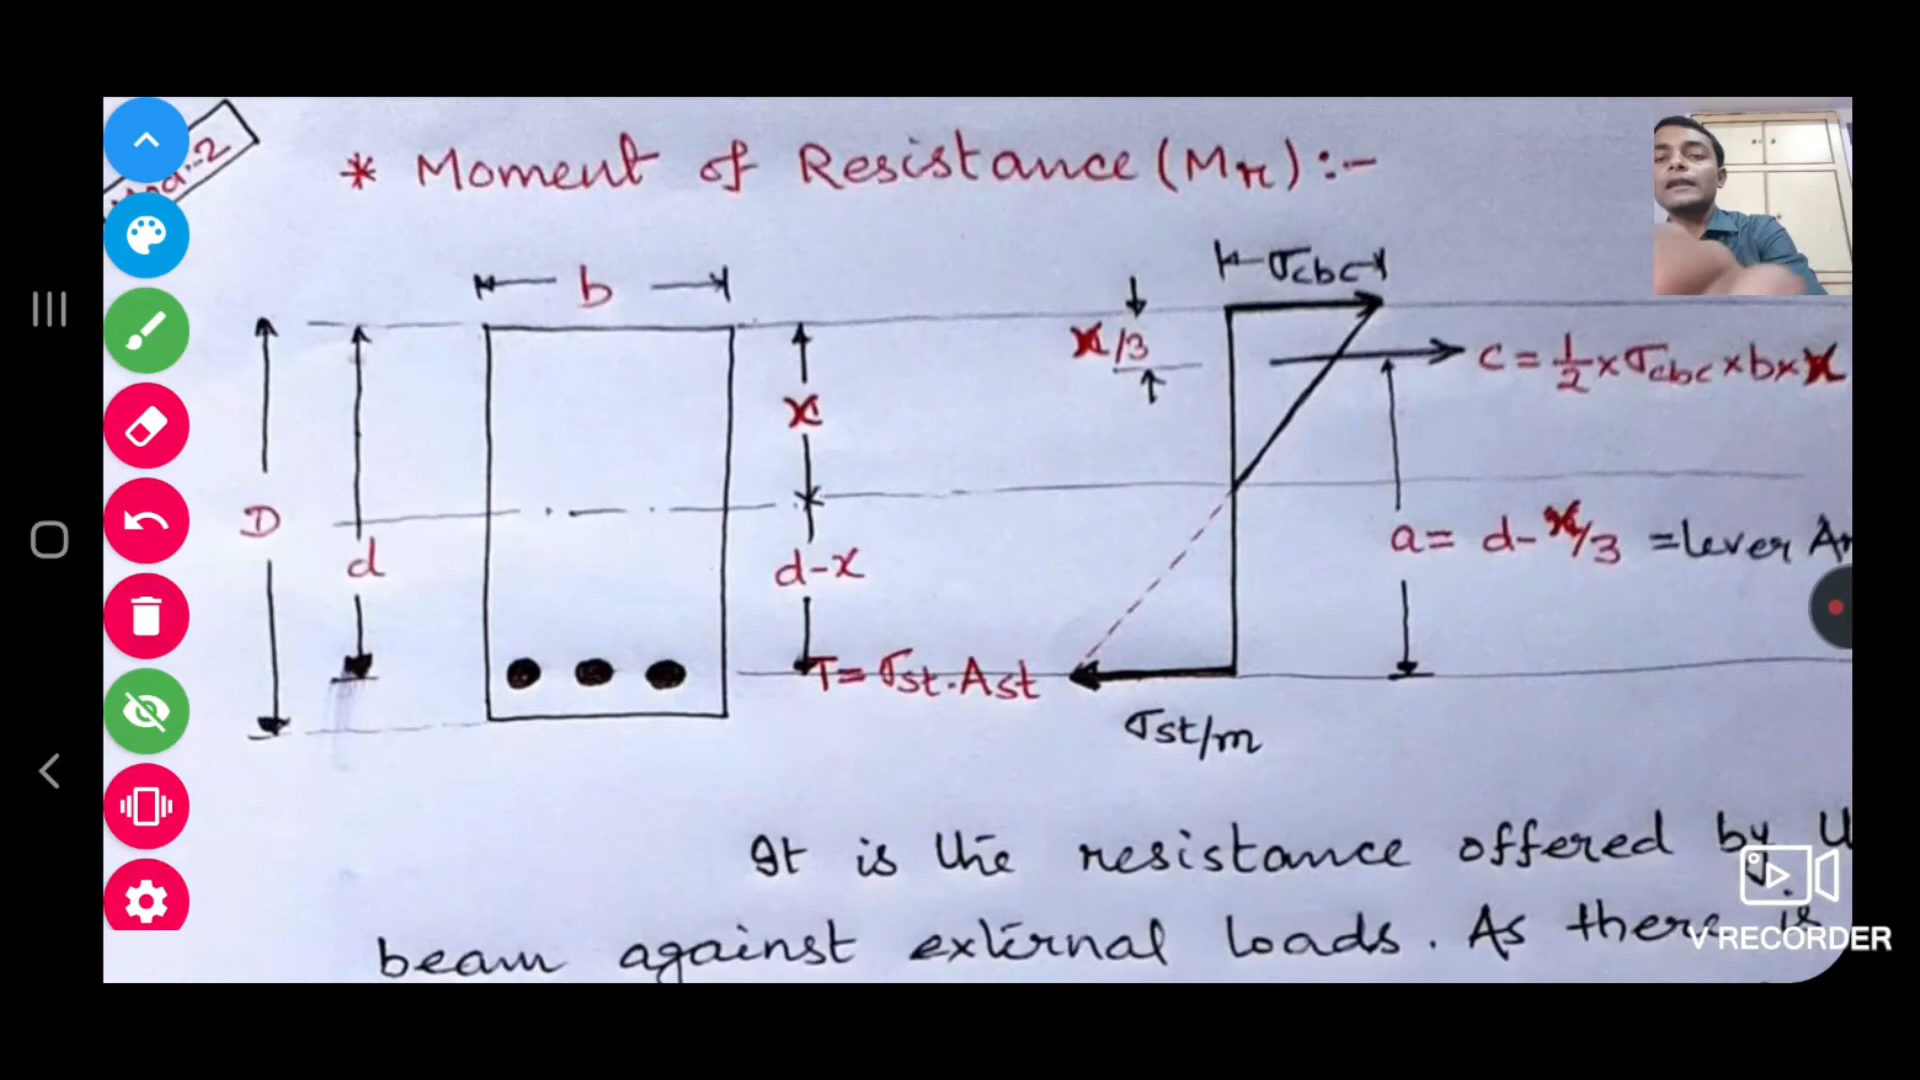 * Moment of Resistance (Mr) :-
b
σcbc
x/3
C = 1/2 × σcbc × b × x
x
D
d
d-x
a = d - x/3 = lever
T = σst. Ast
σst/m
It is the resistance offered by
beam against external loads. As there is
V RECORDER